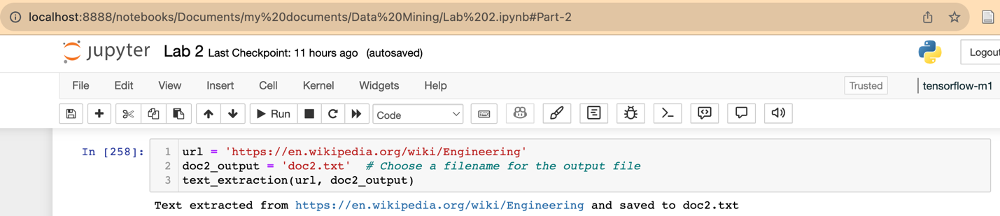 localhost:8888/notebooks/Documents/my%20documents/Data%20Mining/Lab%202.ipynb#Part-2
jupyter Lab 2 Last Checkpoint: 11 hours ago (autosaved)
Logout
File Edit View Insert Cell Kernel Widgets Help Trusted tensorflow-m1
Run Code
In [258]: 1 url = 'https://en.wikipedia.org/wiki/Engineering'
2 doc2_output = 'doc2.txt' # Choose a filename for the output file
3 text_extraction(url, doc2_output)
Text extracted from https://en.wikipedia.org/wiki/Engineering and saved to doc2.txt